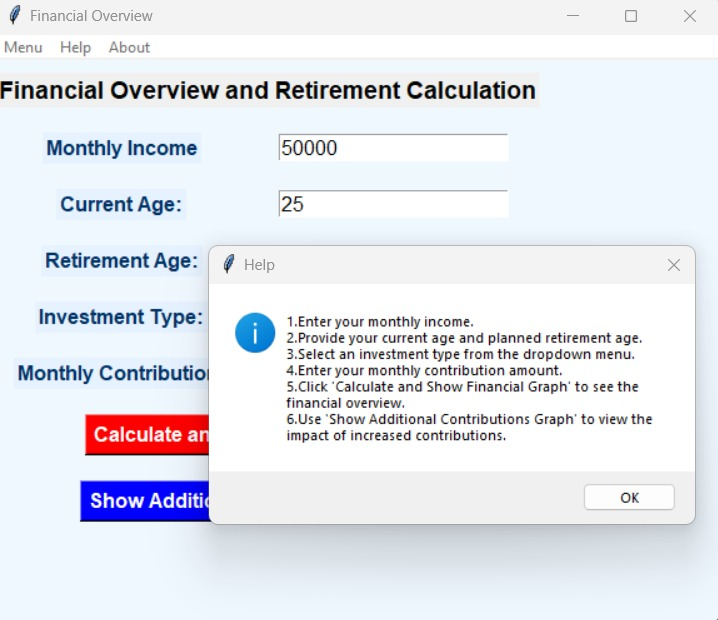 Financial Overview
Menu Help About
Financial Overview and Retirement Calculation
Monthly Income 50000
Current Age: 25
Retirement Age:
Investment Type:
Monthly
Calculate
Show
Help
1.Enter your monthly income.
2.Provide your current age and planned retirement age.
3.Select an investment type from the dropdown menu.
4.Enter your monthly contribution amount.
5.Click 'Calculate and Show Financial Graph' to see the
financial overview.
6.Use 'Show Additional Contributions Graph' to view the
impact of increased contributions.
OK